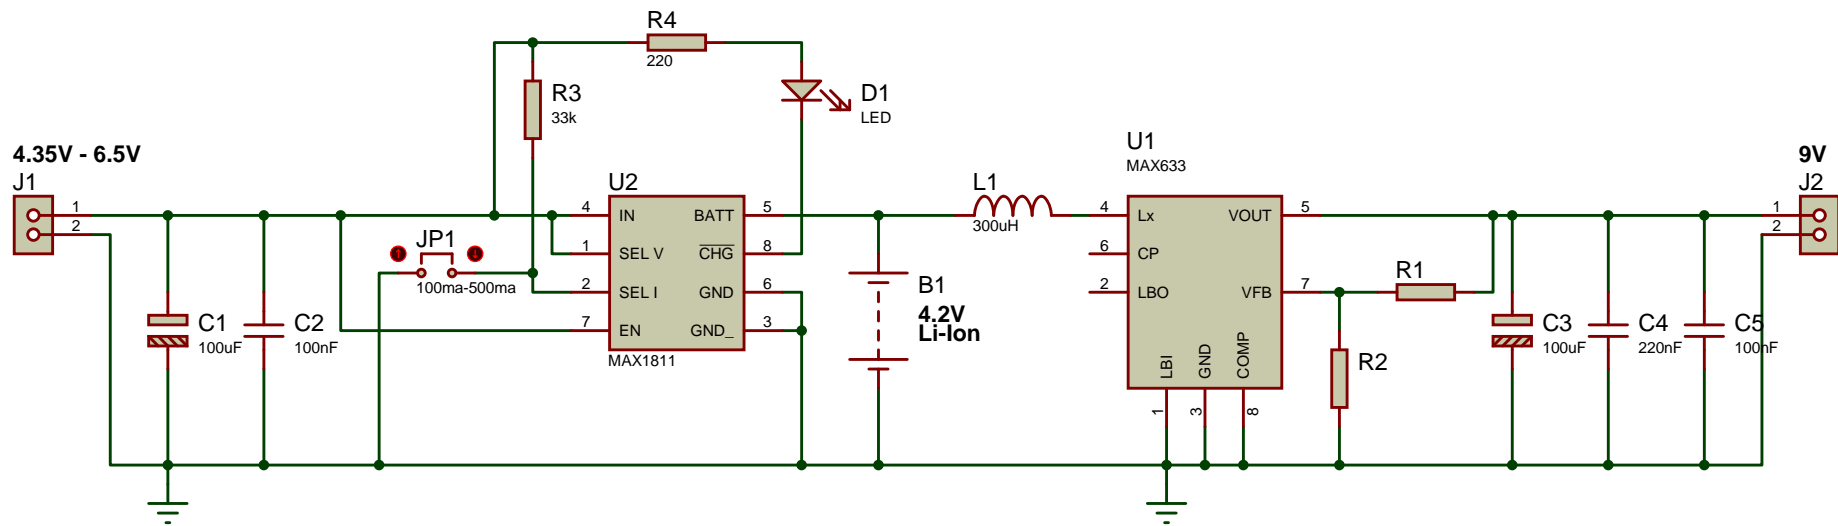 R4
220
R3
33k
D1
LED
4.35V - 6.5V
J1
1
2
U2
4
IN
BATT
5
1
SEL V
CHG
8
2
SEL I
GND
6
7
EN
GND_
3
MAX1811
JP1
100ma-500ma
C1
100uF
C2
100nF
B1
4.2V
Li-Ion
L1
300uH
U1
MAX633
4
Lx
VOUT
5
6
CP
2
LBO
VFB
7
LBI
GND
COMP
1
3
8
R1
R2
C3
100uF
C4
220nF
C5
100nF
9V
J2
1
2